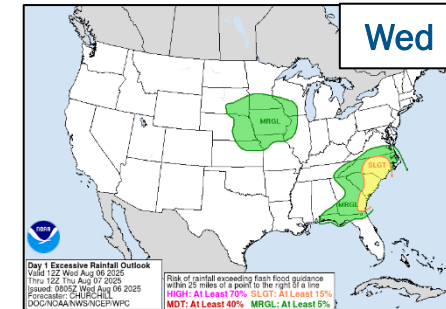 Wed
MRGL
SLGT
MRGL
NOAA
Day 1 Excessive Rainfall Outlook
Valid 12Z Wed Aug 06 2025
Thru 12Z Thu Aug 07 2025
Issued: 0805Z Wed Aug 06 2025
Forecaster: CHURCHILL
DOC/NOAA/NWS/NCEP/WPC
Risk of rainfall exceeding flash flood guidance
within 25 miles of a point to the right of a line
HIGH: At Least 70% SLGT: At Least 15%
MDT: At Least 40% MRGL: At Least 5%